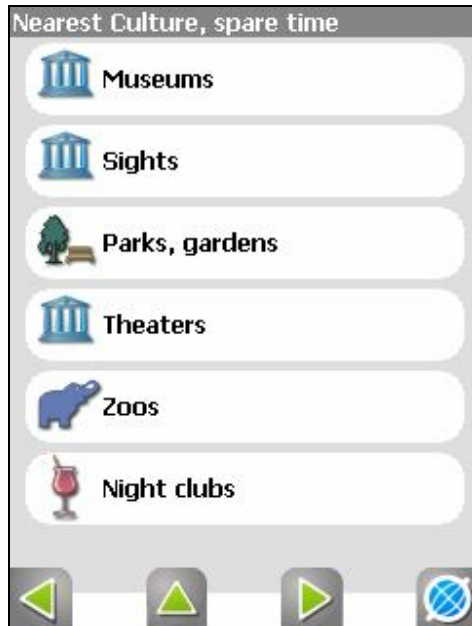 Nearest Culture, spare time
Museums
Sights
Parks, gardens
Theaters
Zoos
Night clubs